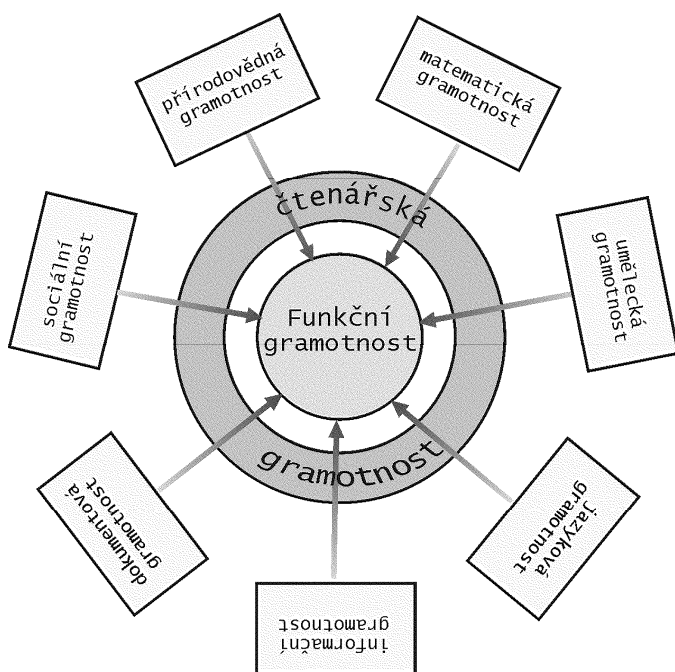 přírodovědná
gramotnost
matematická
gramotnost
čtenářská
gramotnost
Funkční
gramotnost
sociální
gramotnost
umělecká
gramotnost
dokumentová
gramotnost
jazyková
gramotnost
informační
gramotnost